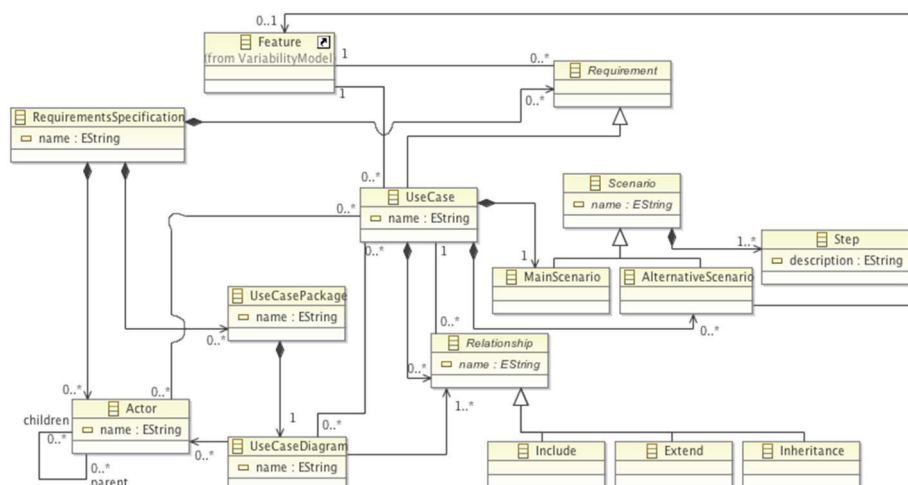 0..1
Feature
(from VariabilityModel)
1
0..*
Requirement
1
0..*
RequirementsSpecification
name : EString
0..*
UseCase
name : EString
0..*
Scenario
name : EString
1..*
Step
description : EString
0..*
1
1
MainScenario
AlternativeScenario
UseCasePackage
name : EString
0..*
0..*
0..*
Relationship
name : EString
0..*
0..*
0..*
1
0..*
1..*
Actor
name : EString
children
0..*
0..*
parent
0..*
UseCaseDiagram
name : EString
Include
Extend
Inheritance